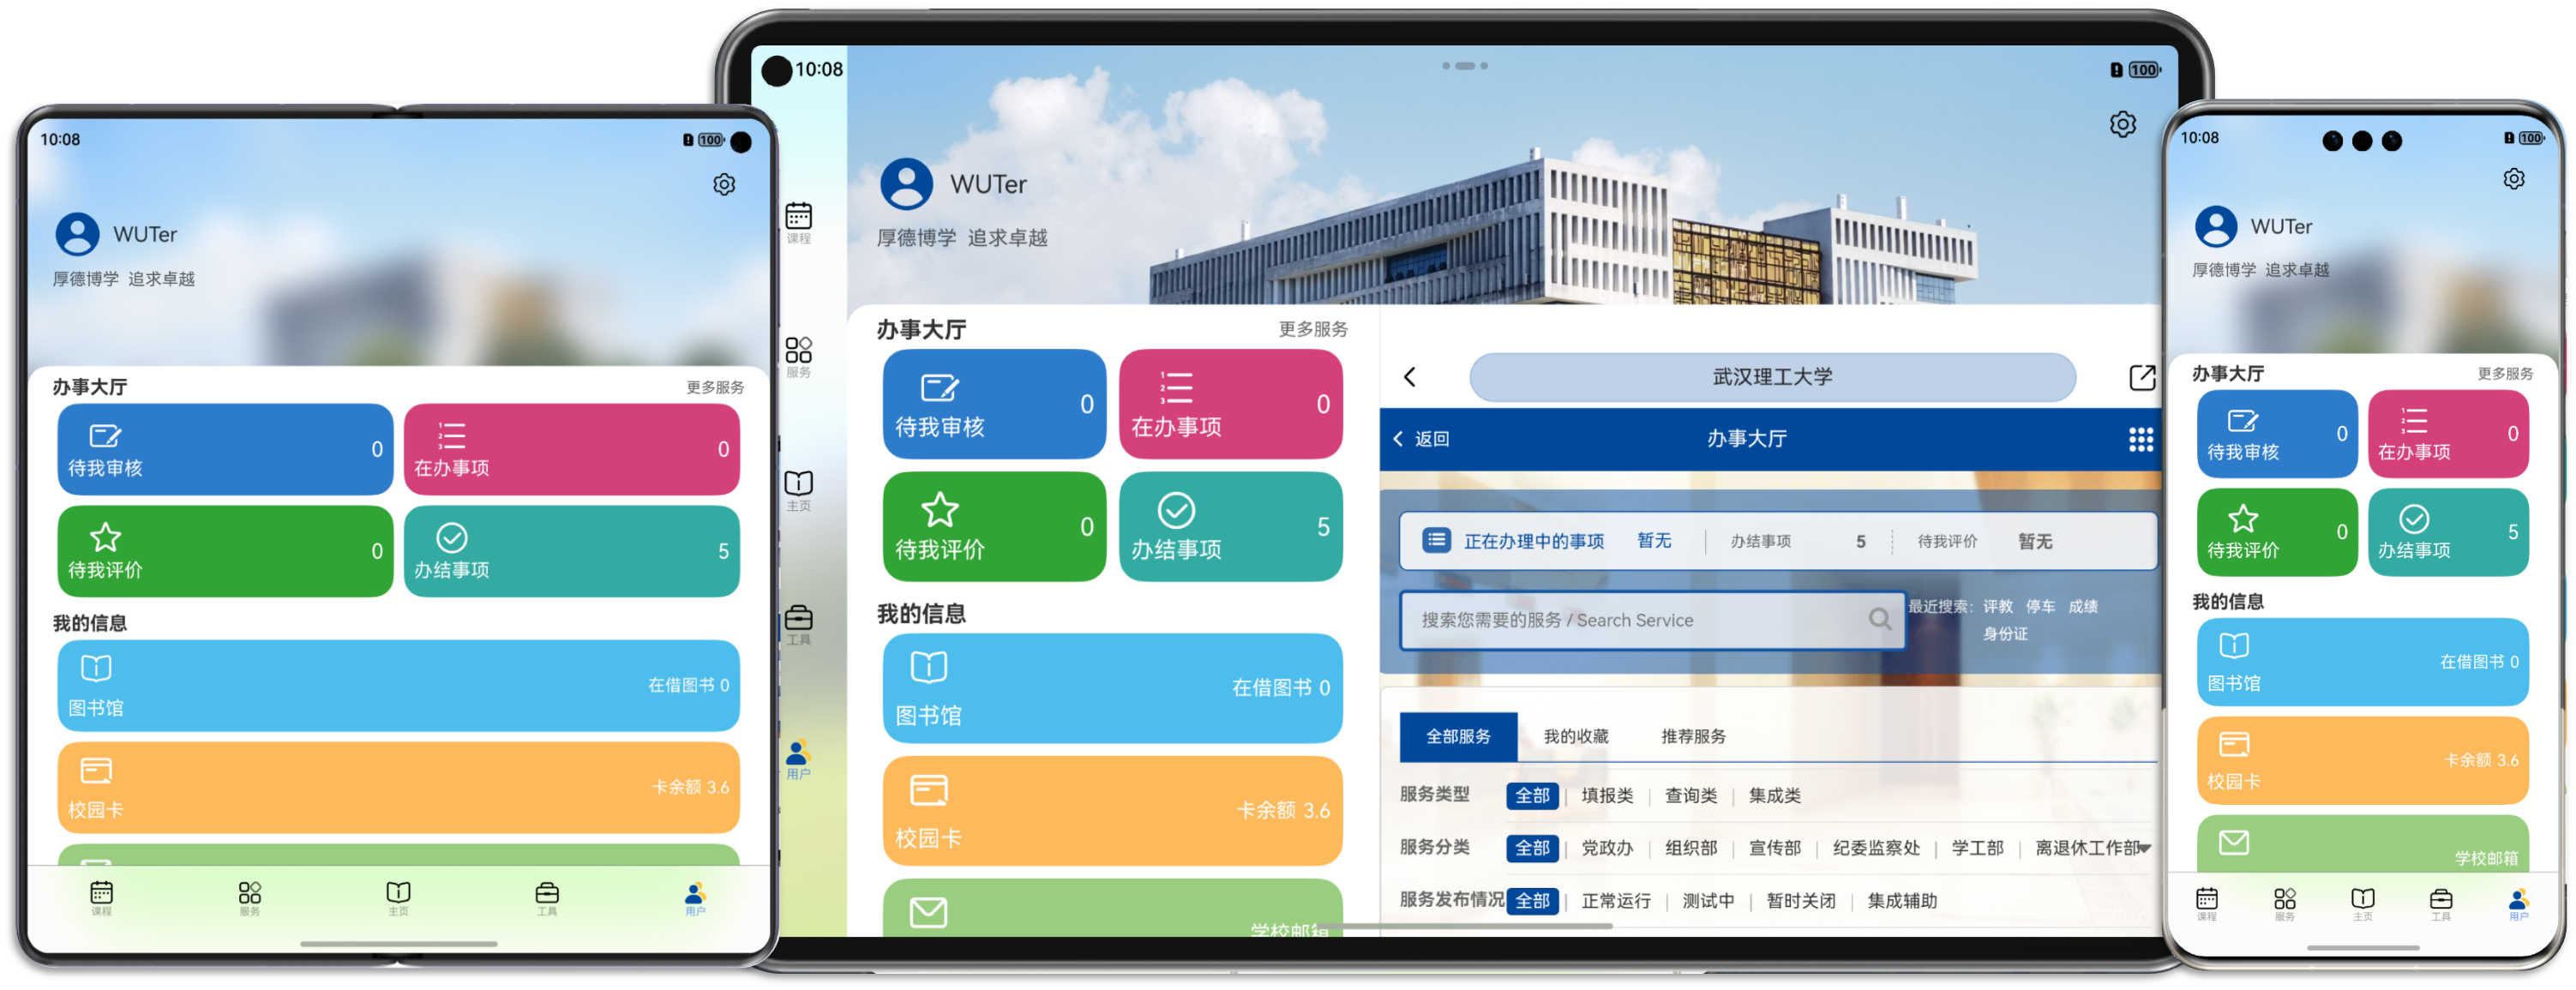 10:08
100
WUTer
厚德博学 追求卓越
办事大厅
更多服务
待我审核
0
在办事项
0
待我评价
0
办结事项
5
我的信息
图书馆
在借图书 0
校园卡
卡余额 3.6
课程
服务
主页
工具
用户
10:08
100
课程
服务
主页
工具
用户
WUTer
厚德博学 追求卓越
办事大厅
更多服务
待我审核
0
在办事项
0
待我评价
0
办结事项
5
我的信息
图书馆
在借图书 0
校园卡
卡余额 3.6
学校邮箱
武汉理工大学
返回
办事大厅
正在办理中的事项 暂无 办结事项 5 待我评价 暂无
搜索您需要的服务 / Search Service
最近搜索: 评教 停车 成绩
身份证
全部服务 我的收藏 推荐服务
服务类型 全部 填报类 查询类 集成类
服务分类 全部 党政办 组织部 宣传部 纪委监察处 学工部 离退休工作部
服务发布情况 全部 正常运行 测试中 暂时关闭 集成辅助
10:08
100
WUTer
厚德博学 追求卓越
办事大厅
更多服务
待我审核
0
在办事项
0
待我评价
0
办结事项
5
我的信息
图书馆
在借图书 0
校园卡
卡余额 3.6
学校邮箱
课程
服务
主页
工具
用户